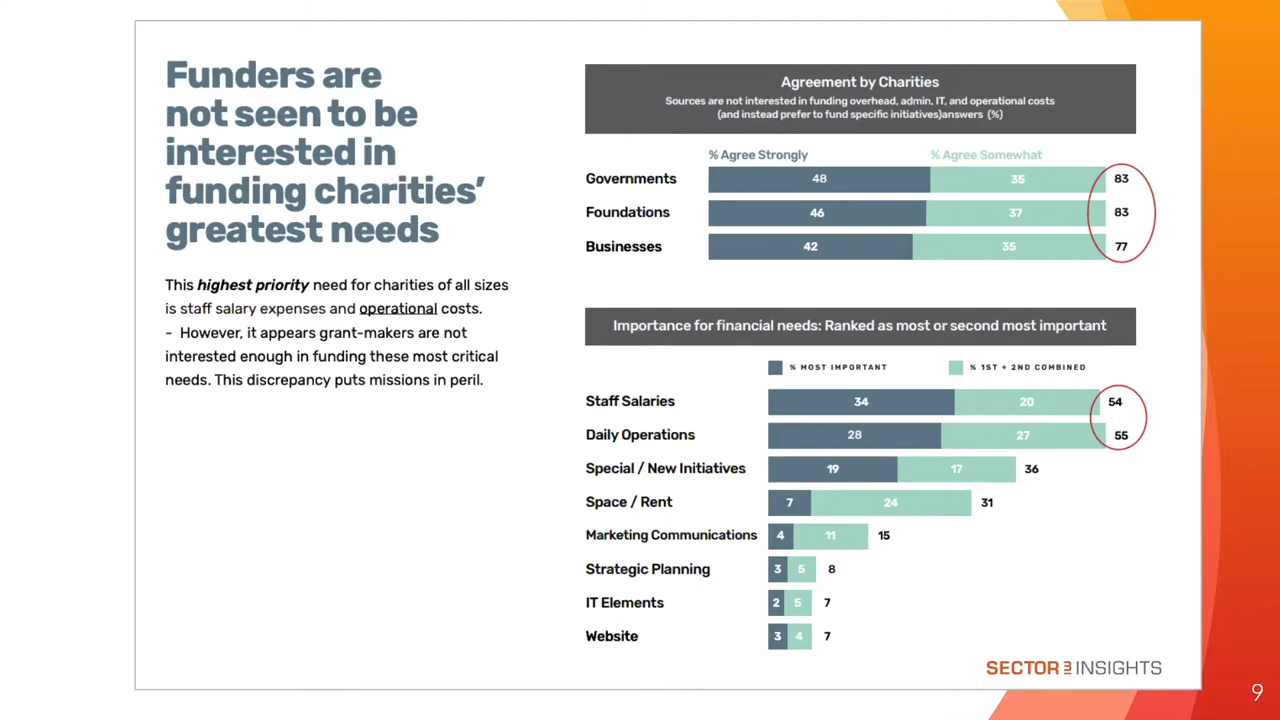 Funders are
not seen to be
interested in
funding charities’
greatest needs
This highest priority need for charities of all sizes
is staff salary expenses and operational costs.
- However, it appears grant-makers are not
interested enough in funding these most critical
needs. This discrepancy puts missions in peril.
Agreement by Charities
Sources are not interested in funding overhead, admin, IT, and operational costs
(and instead prefer to fund specific initiatives)answers (%)
% Agree Strongly % Agree Somewhat
Governments 48 35 83
Foundations 46 37 83
Businesses 42 35 77
Importance for financial needs: Ranked as most or second most important
% MOST IMPORTANT % 1ST + 2ND COMBINED
Staff Salaries 34 20 54
Daily Operations 28 27 55
Special / New Initiatives 19 17 36
Space / Rent 7 24 31
Marketing Communications 4 11 15
Strategic Planning 3 5 8
IT Elements 2 5 7
Website 3 4 7
SECTOR INSIGHTS
9